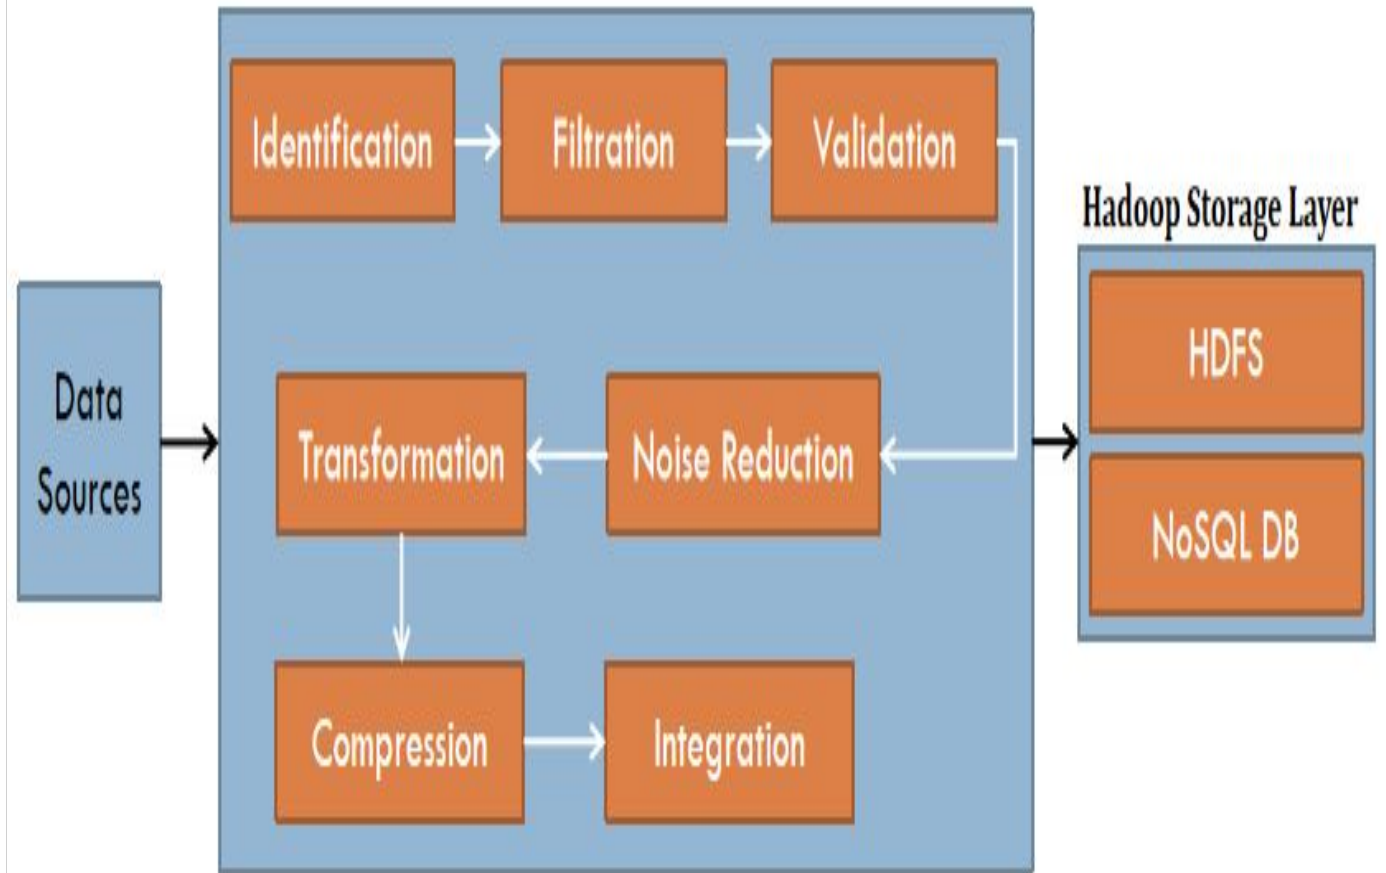 Identification
Filtration
Validation
Hadoop Storage Layer
Data
Sources
HDFS
Transformation
Noise Reduction
NoSQL DB
Compression
Integration